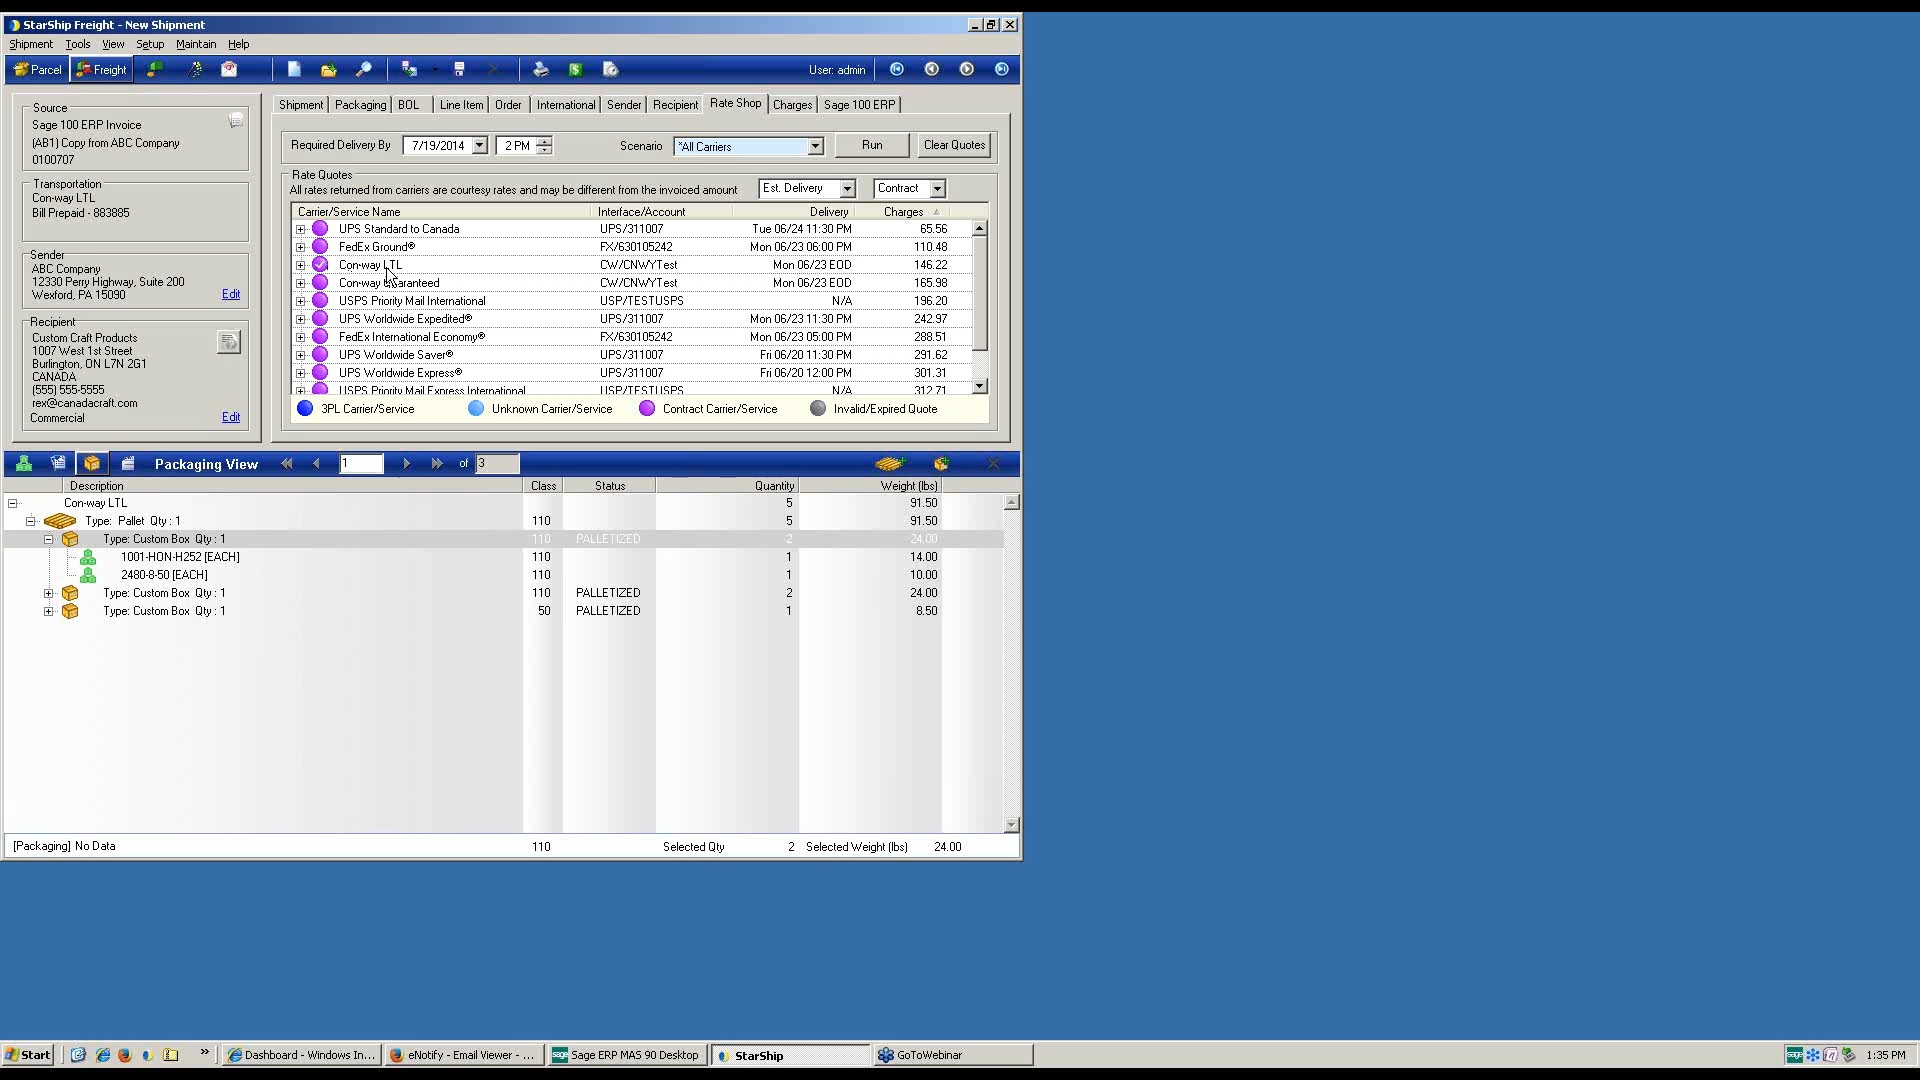 StarShip Freight - New Shipment
Shipment Tools View Setup Maintain Help
Parcel Freight User: admin
Shipment Packaging BOL Line Item Order International Sender Recipient Rate Shop Charges Sage 100 ERP
Source
Sage 100 ERP Invoice
(AB1) Copy from ABC Company
0100707
Transportation
Con-way LTL
Bill Prepaid - 883885
Sender
ABC Company
12330 Perry Highway, Suite 200
Wexford, PA 15090 Edit
Recipient
Custom Craft Products
1007 West 1st Street
Burlington, ON L7N 2G1
CANADA
(555) 555-5555
rex@canadacraft.com
Commercial Edit
Required Delivery By 7/19/2014 2 PM Scenario *All Carriers Run Clear Quotes
Rate Quotes
All rates returned from carriers are courtesy rates and may be different from the invoiced amount Est. Delivery Contract
Carrier/Service Name Interface/Account Delivery Charges
UPS Standard to Canada UPS/311007 Tue 06/24 11:30 PM 65.56
FedEx Ground® FX/630105242 Mon 06/23 06:00 PM 110.48
Con-way LTL CW/CNWYTest Mon 06/23 EOD 146.22
Con-way Guaranteed CW/CNWYTest Mon 06/23 EOD 165.98
USPS Priority Mail International USP/TESTUSPS N/A 196.20
UPS Worldwide Expedited® UPS/311007 Mon 06/23 11:30 PM 242.97
FedEx International Economy® FX/630105242 Mon 06/23 05:00 PM 288.51
UPS Worldwide Saver® UPS/311007 Fri 06/20 11:30 PM 291.62
UPS Worldwide Express® UPS/311007 Fri 06/20 12:00 PM 301.31
USPS Priority Mail Express International USP/TESTUSPS N/A 312.71
3PL Carrier/Service Unknown Carrier/Service Contract Carrier/Service Invalid/Expired Quote
Packaging View 1 of 3
Description Class Status Quantity Weight (lbs)
Con-way LTL 5 91.50
Type: Pallet Qty : 1 110 5 91.50
Type: Custom Box Qty : 1 110 PALLETIZED 2 24.00
1001-HON-H252 [EACH] 110 1 14.00
2480-8-50 [EACH] 110 1 10.00
Type: Custom Box Qty : 1 110 PALLETIZED 2 24.00
Type: Custom Box Qty : 1 50 PALLETIZED 1 8.50
[Packaging] No Data 110 Selected Qty 2 Selected Weight (lbs) 24.00
Start » Dashboard - Windows In... eNotify - Email Viewer - ... sage Sage ERP MAS 90 Desktop StarShip GoToWebinar sage 1:35 PM